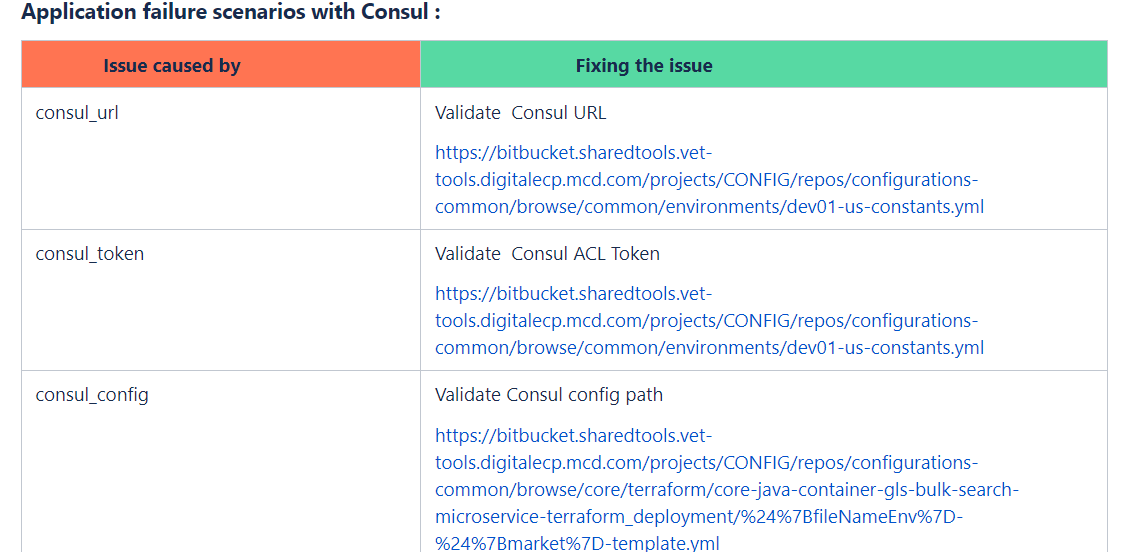 Application failure scenarios with Consul :
Issue caused by
Fixing the issue
consul_url
Validate  Consul URL
https://bitbucket.sharedtools.vet-
tools.digitalecp.mcd.com/projects/CONFIG/repos/configurations-
common/browse/common/environments/dev01-us-constants.yml
consul_token
Validate  Consul ACL Token
https://bitbucket.sharedtools.vet-
tools.digitalecp.mcd.com/projects/CONFIG/repos/configurations-
common/browse/common/environments/dev01-us-constants.yml
consul_config
Validate Consul config path
https://bitbucket.sharedtools.vet-
tools.digitalecp.mcd.com/projects/CONFIG/repos/configurations-
common/browse/core/terraform/core-java-container-gls-bulk-search-
microservice-terraform_deployment/%24%7BfileNameEnv%7D-
%24%7Bmarket%7D-template.yml